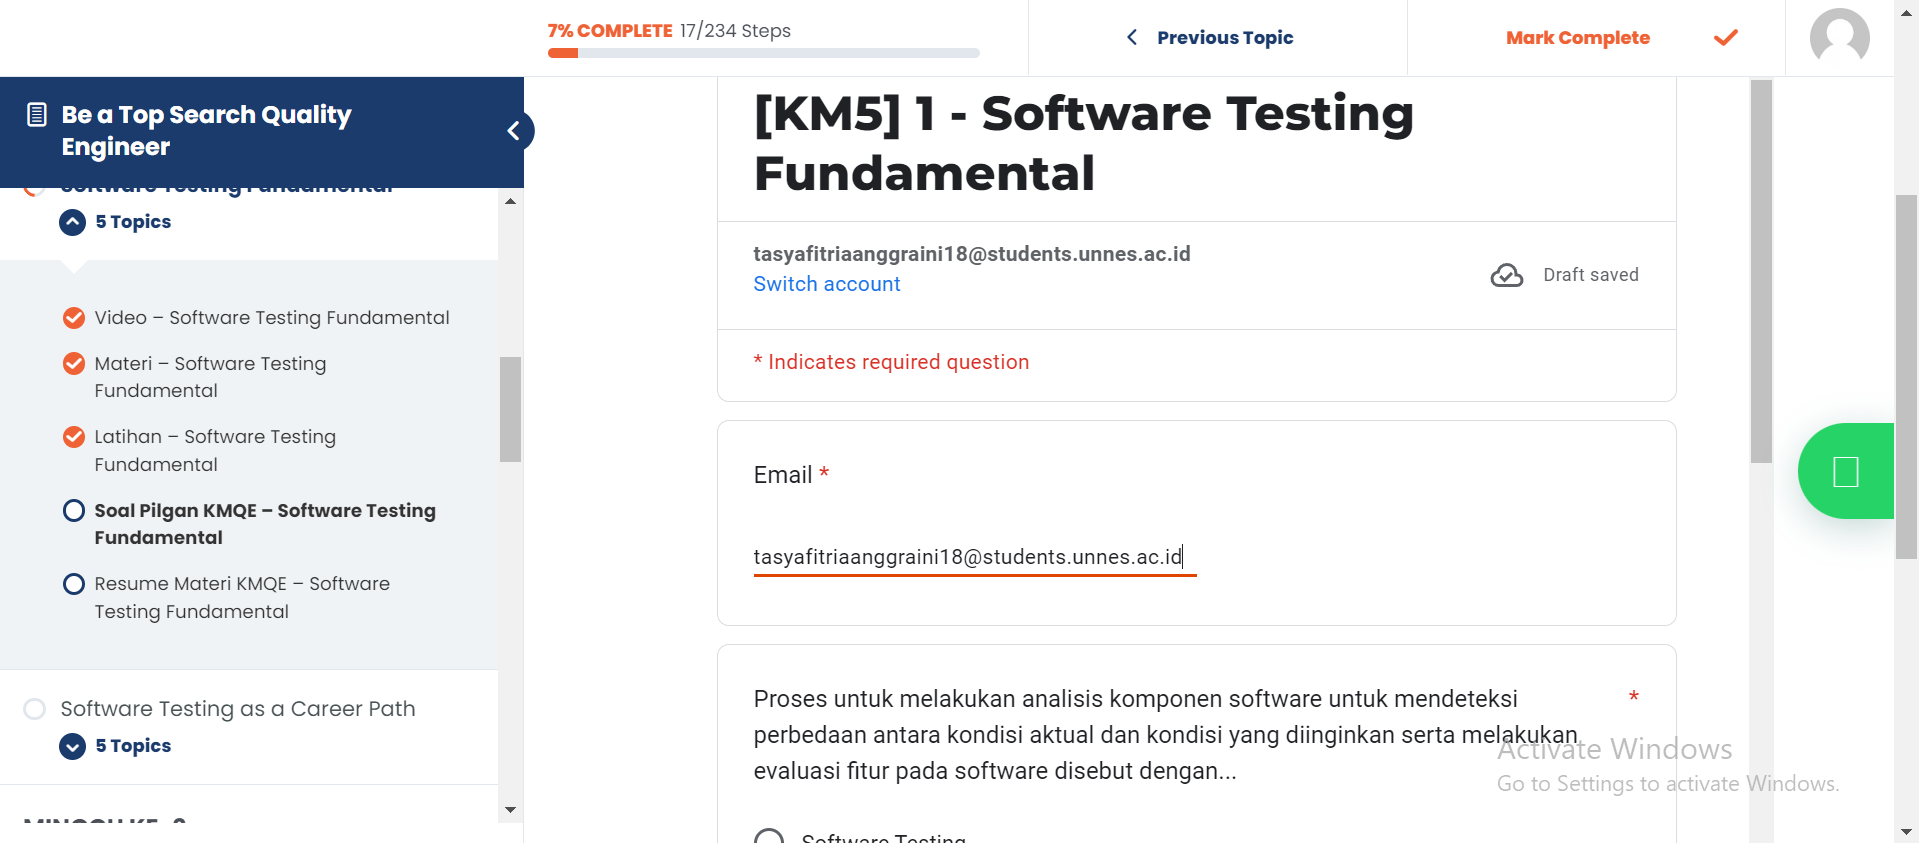 7% COMPLETE 17/234 Steps
Previous Topic
Mark Complete
Be a Top Search Quality
Engineer
Software Testing Fundamental
5 Topics
Video – Software Testing Fundamental
Materi – Software Testing
Fundamental
Latihan – Software Testing
Fundamental
Soal Pilgan KMQE – Software Testing
Fundamental
Resume Materi KMQE – Software
Testing Fundamental
Software Testing as a Career Path
5 Topics
[KM5] 1 - Software Testing
Fundamental
tasyafitriaanggraini18@students.unnes.ac.id
Switch account
Draft saved
* Indicates required question
Email *
tasyafitriaanggraini18@students.unnes.ac.id
Proses untuk melakukan analisis komponen software untuk mendeteksi *
perbedaan antara kondisi aktual dan kondisi yang diinginkan serta melakukan
evaluasi fitur pada software disebut dengan...
Software Testing
Activate Windows
Go to Settings to activate Windows.